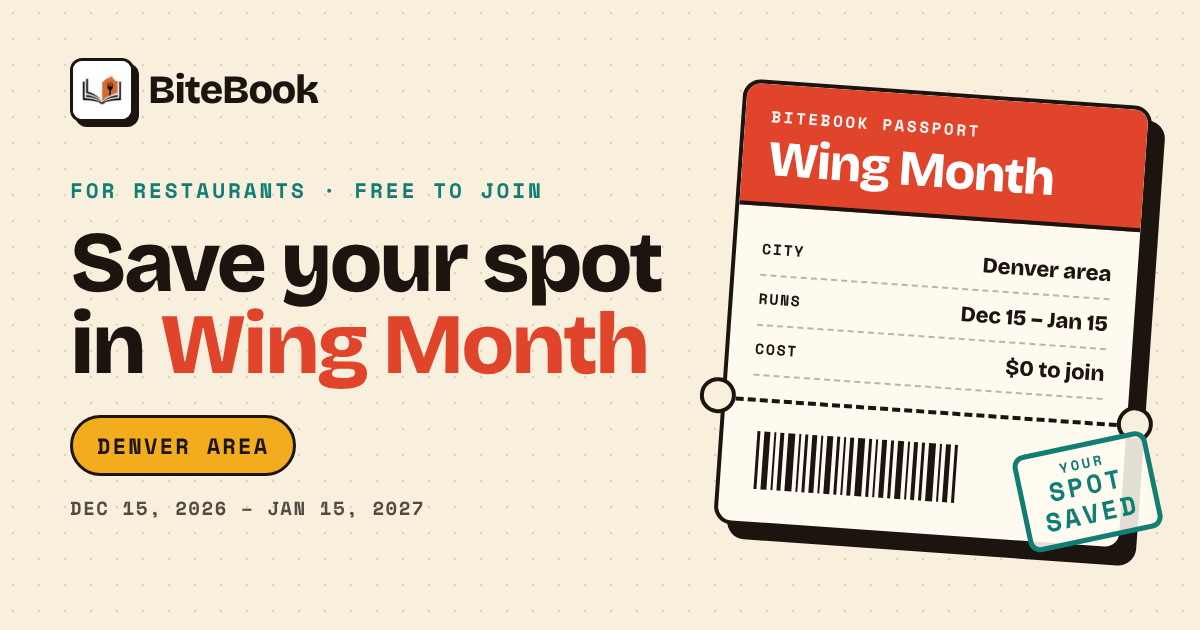 BiteBook
FOR RESTAURANTS · FREE TO JOIN
Save your spot
in Wing Month
DENVER AREA
DEC 15, 2026 – JAN 15, 2027
BITEBOOK PASSPORT
Wing Month
CITY Denver area
RUNS Dec 15 – Jan 15
COST $0 to join
YOUR
SPOT
SAVED